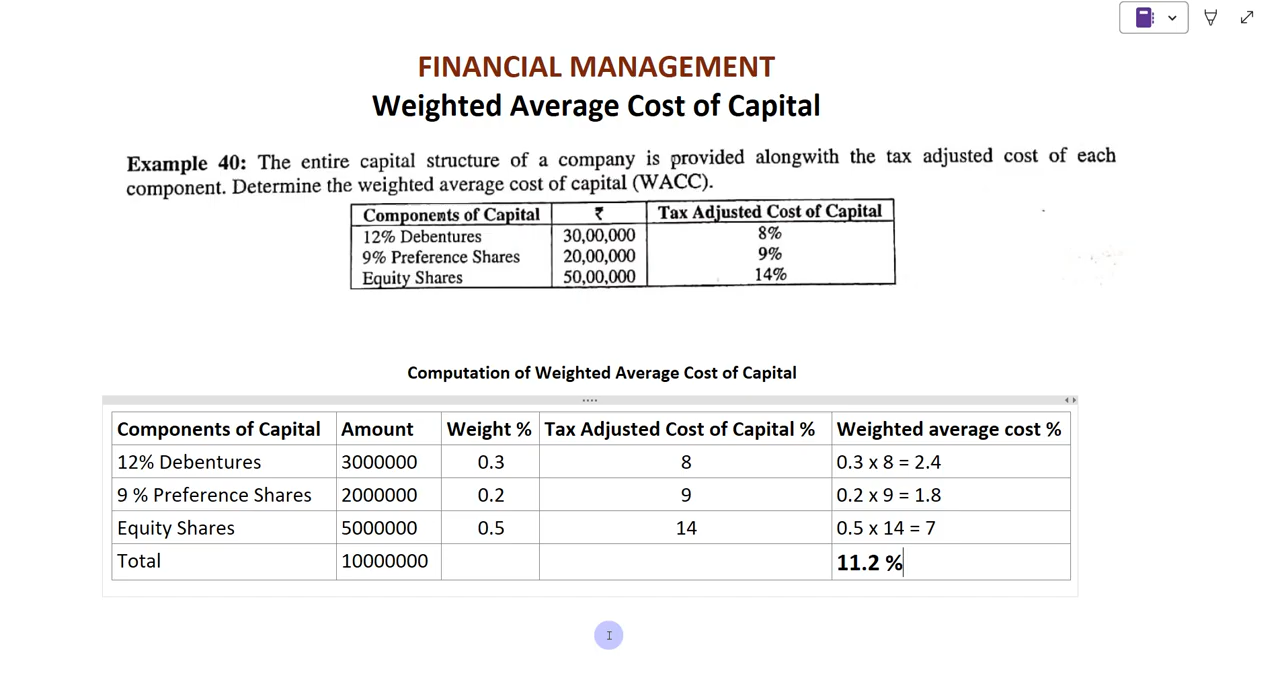 FINANCIAL MANAGEMENT
Weighted Average Cost of Capital
Example 40: The entire capital structure of a company is provided alongwith the tax adjusted cost of each
component. Determine the weighted average cost of capital (WACC).
Components of Capital ₹ Tax Adjusted Cost of Capital
12% Debentures 30,00,000 8%
9% Preference Shares 20,00,000 9%
Equity Shares 50,00,000 14%
Computation of Weighted Average Cost of Capital
Components of Capital Amount Weight % Tax Adjusted Cost of Capital % Weighted average cost %
12% Debentures 3000000 0.3 8 0.3 x 8 = 2.4
9 % Preference Shares 2000000 0.2 9 0.2 x 9 = 1.8
Equity Shares 5000000 0.5 14 0.5 x 14 = 7
Total 10000000 11.2 %